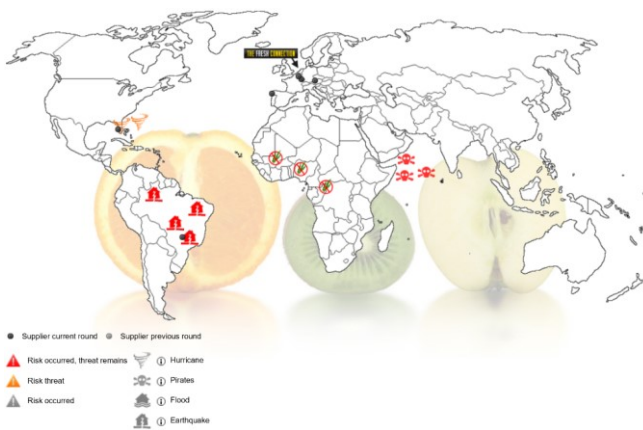 THE FRESH CONNECTION
Supplier current round
Supplier previous round
Risk occurred, threat remains
Hurricane
Risk threat
Pirates
Risk occurred
Flood
Earthquake